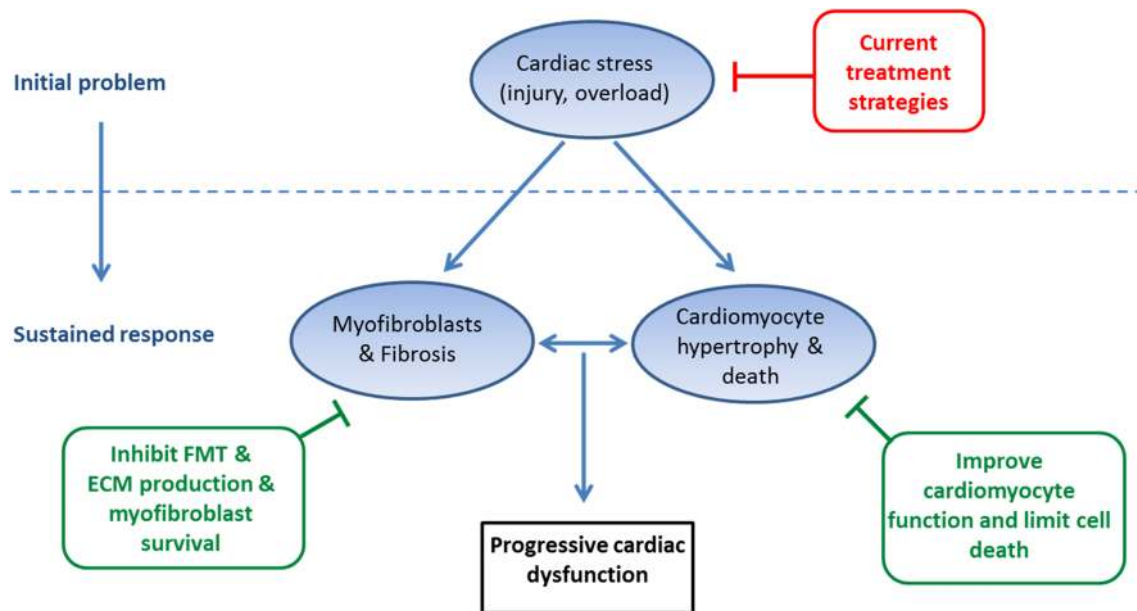 Initial problem
Cardiac stress
(injury, overload)
Current
treatment
strategies
Sustained response
Myofibroblasts
& Fibrosis
Cardiomyocyte
hypertrophy &
death
Inhibit FMT &
ECM production &
myofibroblast
survival
Improve
cardiomyocyte
function and limit cell
death
Progressive cardiac
dysfunction